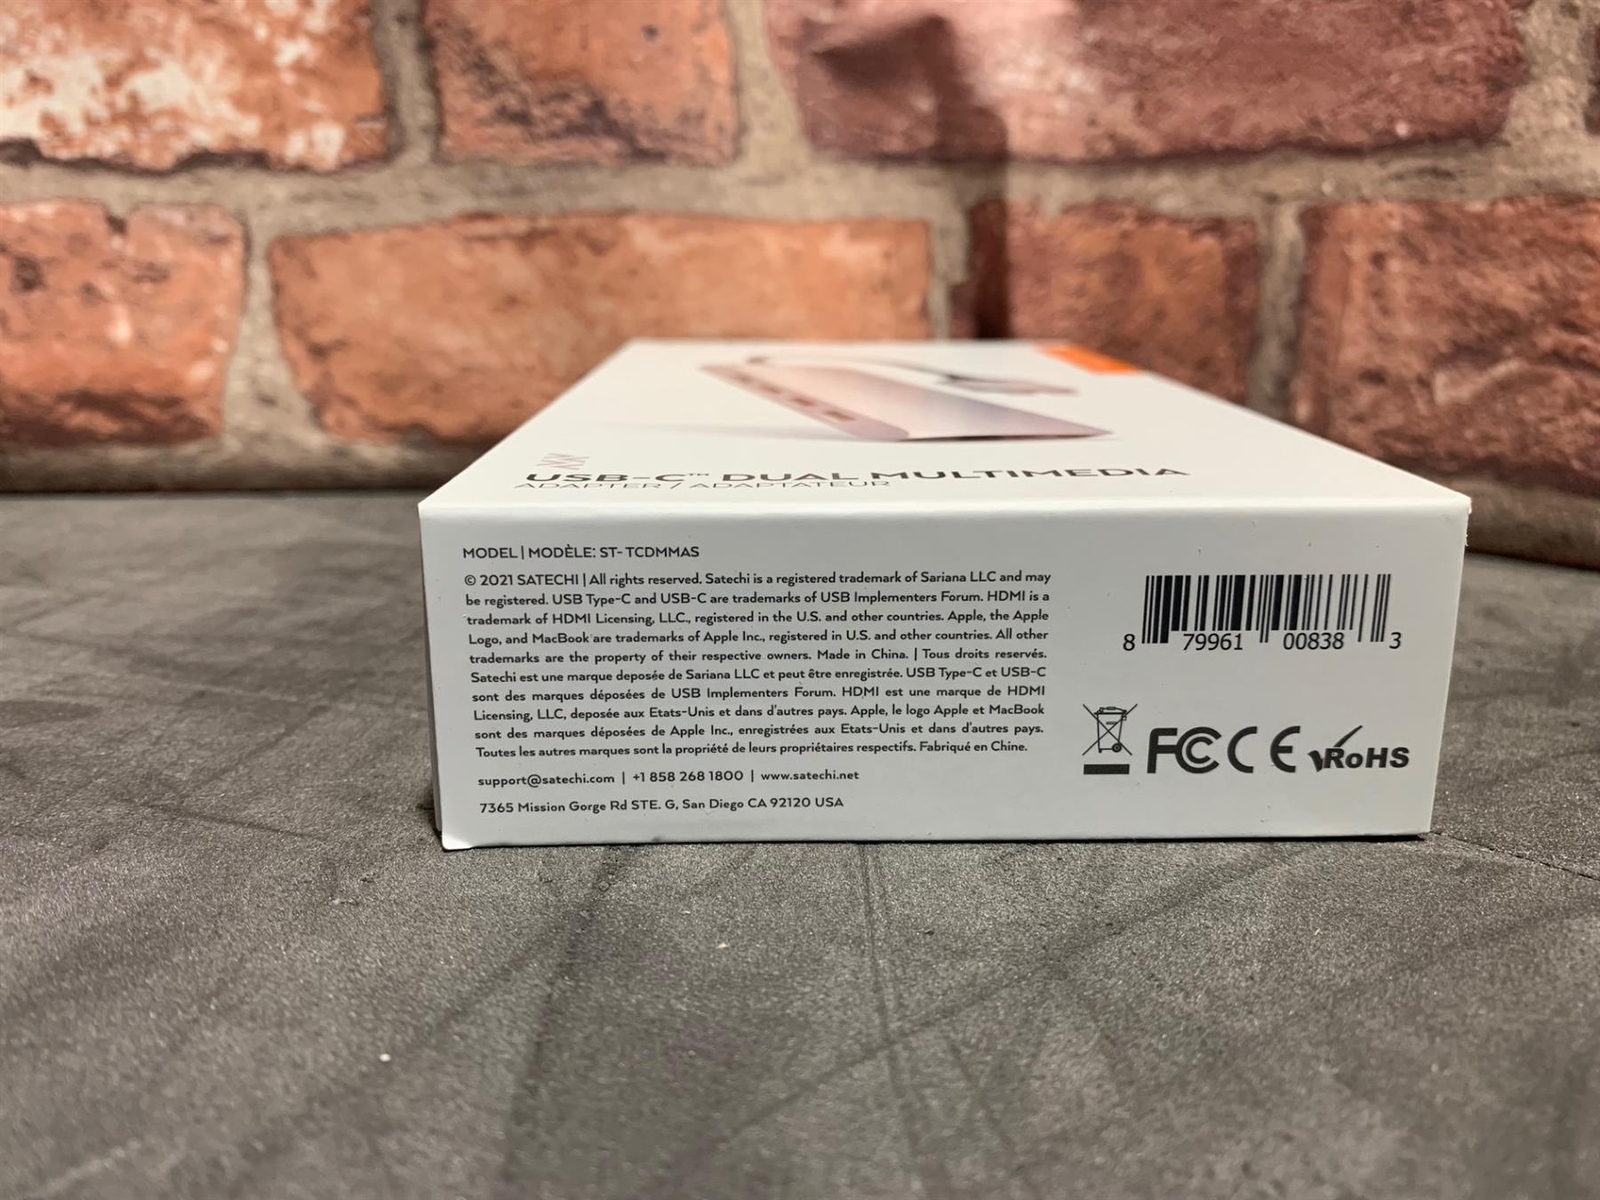 USB-C™ DUAL MULTIMEDIA
ADAPTER / ADAPTATEUR
MODEL | MODÈLE: ST- TCDMMAS
© 2021 SATECHI | All rights reserved. Satechi is a registered trademark of Sariana LLC and may
be registered. USB Type-C and USB-C are trademarks of USB Implementers Forum. HDMI is a
trademark of HDMI Licensing, LLC., registered in the U.S. and other countries. Apple, the Apple
Logo, and MacBook are trademarks of Apple Inc., registered in U.S. and other countries. All other
trademarks are the property of their respective owners. Made in China. | Tous droits reservés.
Satechi est une marque deposée de Sariana LLC et peut être enregistrée. USB Type-C et USB-C
sont des marques déposées de USB Implementers Forum. HDMI est une marque de HDMI
Licensing, LLC, deposée aux Etats-Unis et dans d'autres pays. Apple, le logo Apple et MacBook
sont des marques déposées de Apple Inc., enregistrées aux Etats-Unis et dans d'autres pays.
Toutes les autres marques sont la propriété de leurs propriétaires respectifs. Fabriqué en Chine.
support@satechi.com | +1 858 268 1800 | www.satechi.net
7365 Mission Gorge Rd STE. G, San Diego CA 92120 USA
8 79961 00838 3
FC CE RoHS